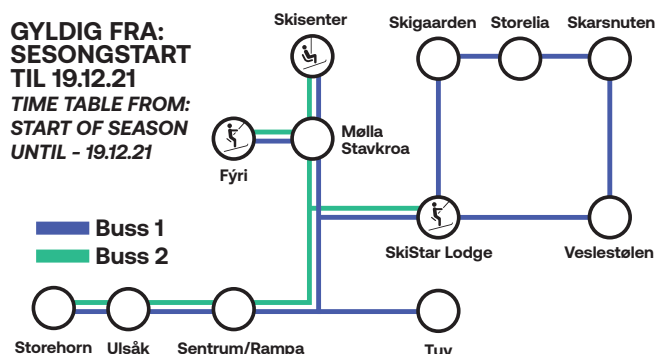 GYLDIG FRA:
SESONGSTART
TIL 19.12.21
TIME TABLE FROM:
START OF SEASON
UNTIL - 19.12.21
Skisenter
Skigaarden
Storelia
Skarsnuten
Mølla
Stavkroa
Fýri
Buss 1
Buss 2
SkiStar Lodge
Veslestølen
Storehorn
Ulsåk
Sentrum/Rampa
Tuv